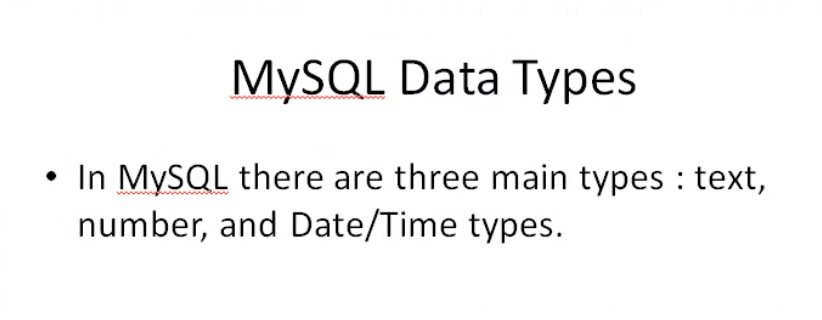 MySQL Data Types
• In MySQL there are three main types : text,
number, and Date/Time types.